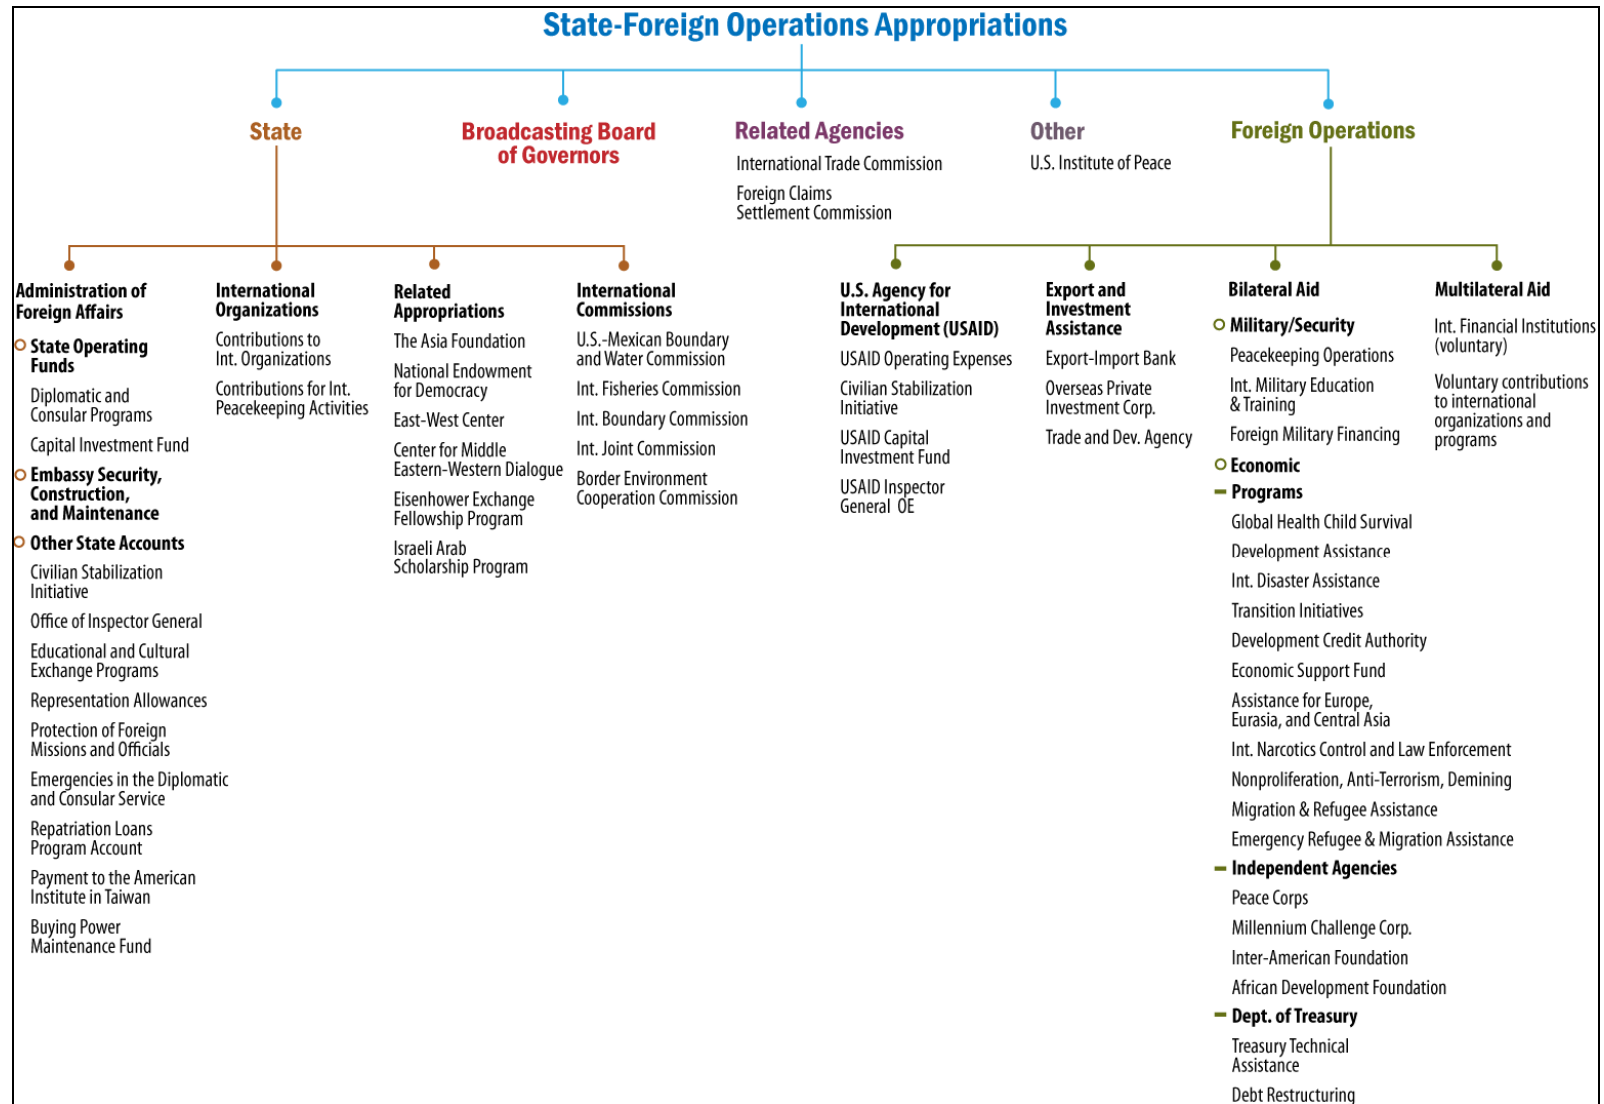 State-Foreign Operations Appropriations
State
Broadcasting Board
of Governors
Related Agencies
International Trade Commission
Foreign Claims
Settlement Commission
Other
U.S. Institute of Peace
Foreign Operations
Administration of
Foreign Affairs
State Operating
Funds
Diplomatic and
Consular Programs
Capital Investment Fund
Embassy Security,
Construction,
and Maintenance
Other State Accounts
Civilian Stabilization
Initiative
Office of Inspector General
Educational and Cultural
Exchange Programs
Representation Allowances
Protection of Foreign
Missions and Officials
Emergencies in the Diplomatic
and Consular Service
Repatriation Loans
Program Account
Payment to the American
Institute in Taiwan
Buying Power
Maintenance Fund
International
Organizations
Contributions to
Int. Organizations
Contributions for Int.
Peacekeeping Activities
Related
Appropriations
The Asia Foundation
National Endowment
for Democracy
East-West Center
Center for Middle
Eastern-Western Dialogue
Eisenhower Exchange
Fellowship Program
Israeli Arab
Scholarship Program
International
Commissions
U.S.-Mexican Boundary
and Water Commission
Int. Fisheries Commission
Int. Boundary Commission
Int. Joint Commission
Border Environment
Cooperation Commission
U.S. Agency for
International
Development (USAID)
USAID Operating Expenses
Civilian Stabilization
Initiative
USAID Capital
Investment Fund
USAID Inspector
General OE
Export and
Investment
Assistance
Export-Import Bank
Overseas Private
Investment Corp.
Trade and Dev. Agency
Bilateral Aid
Military/Security
Peacekeeping Operations
Int. Military Education
& Training
Foreign Military Financing
Economic
Programs
Global Health Child Survival
Development Assistance
Int. Disaster Assistance
Transition Initiatives
Development Credit Authority
Economic Support Fund
Assistance for Europe,
Eurasia, and Central Asia
Int. Narcotics Control and Law Enforcement
Nonproliferation, Anti-Terrorism, Demining
Migration & Refugee Assistance
Emergency Refugee & Migration Assistance
Independent Agencies
Peace Corps
Millennium Challenge Corp.
Inter-American Foundation
African Development Foundation
Dept. of Treasury
Treasury Technical
Assistance
Debt Restructuring
Multilateral Aid
Int. Financial Institutions
(voluntary)
Voluntary contributions
to international
organizations and
programs